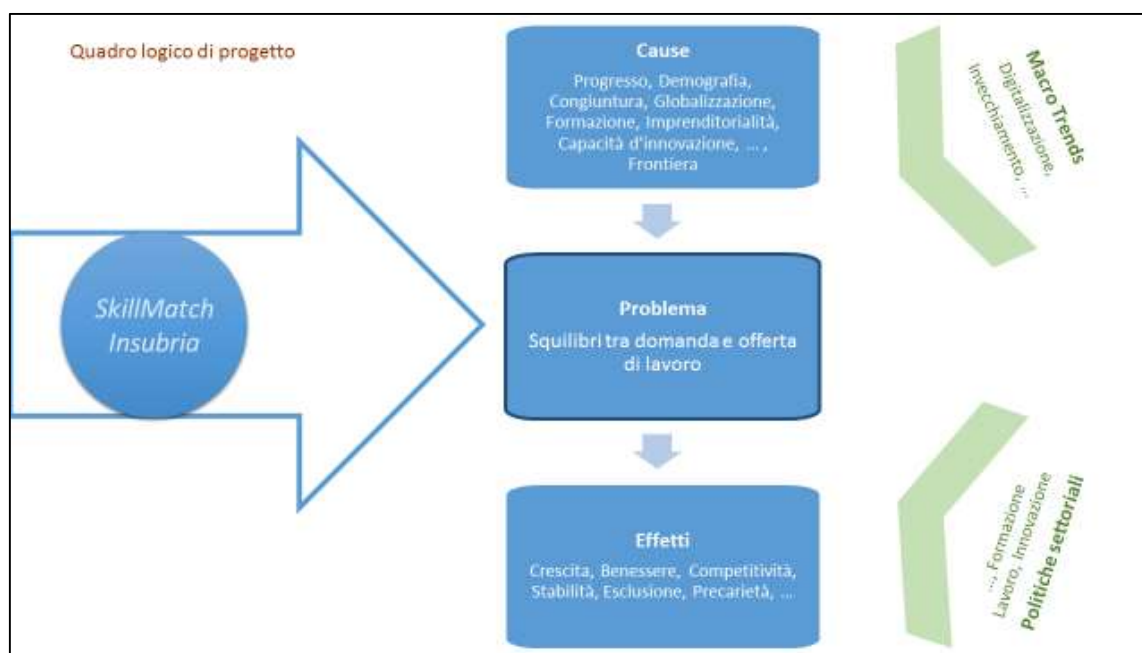 Quadro logico di progetto
SkillMatch
Insubria
Cause
Progresso, Demografia,
Congiuntura, Globalizzazione,
Formazione, Imprenditorialità,
Capacità d'innovazione, ... ,
Frontiera
Problema
Squilibri tra domanda e offerta
di lavoro
Effetti
Crescita, Benessere, Competitività,
Stabilità, Esclusione, Precarietà, ...
Macro Trends
Digitalizzazione,
Invecchiamento, ...
..., Formazione
Lavoro, Innovazione
Politiche settoriali